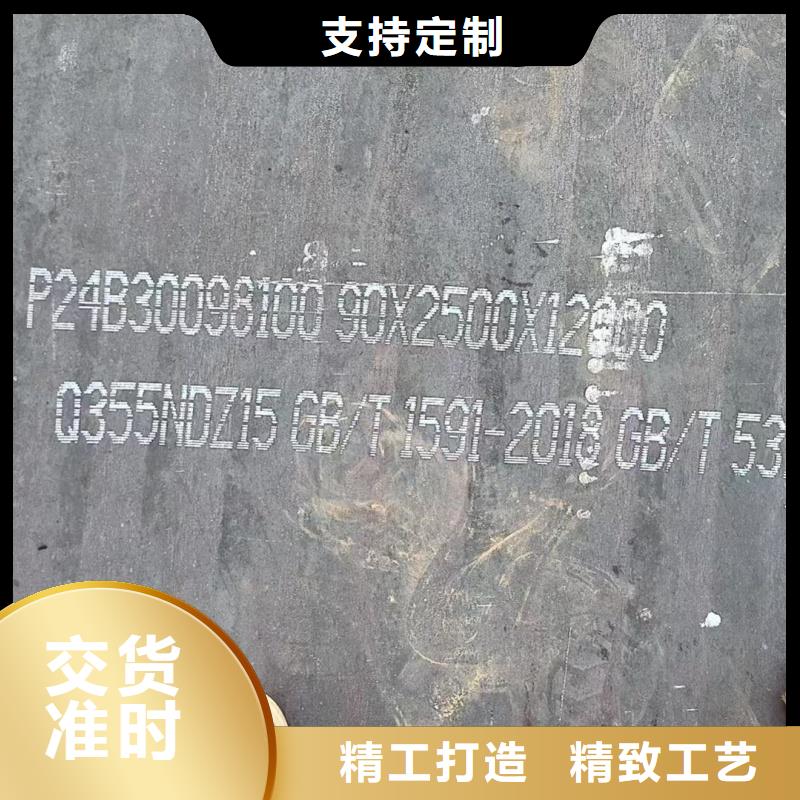 支持定制
P24B30098100 90X2500X12000
Q355NDZ15 GB/T 1591-2018 GB/T 53
交货
准时
精工打造 精致工艺